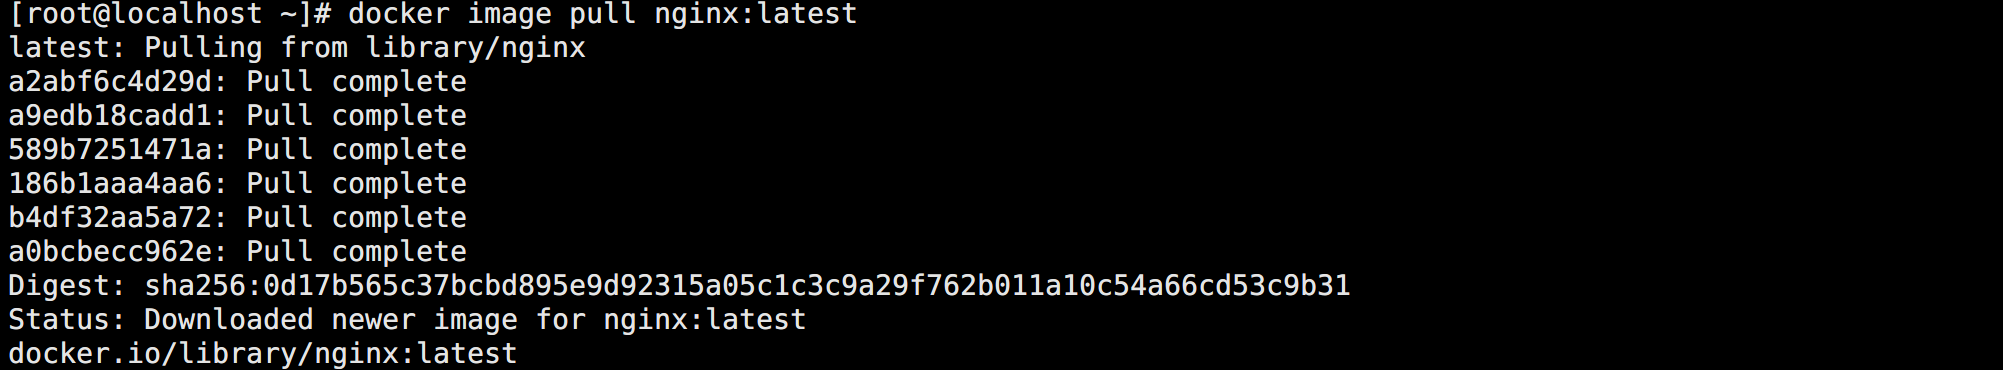 [root@localhost ~]# docker image pull nginx:latest
latest: Pulling from library/nginx
a2abf6c4d29d: Pull complete
a9edb18cadd1: Pull complete
589b7251471a: Pull complete
186b1aaa4aa6: Pull complete
b4df32aa5a72: Pull complete
a0bcbecc962e: Pull complete
Digest: sha256:0d17b565c37bcbd895e9d92315a05c1c3c9a29f762b011a10c54a66cd53c9b31
Status: Downloaded newer image for nginx:latest
docker.io/library/nginx:latest